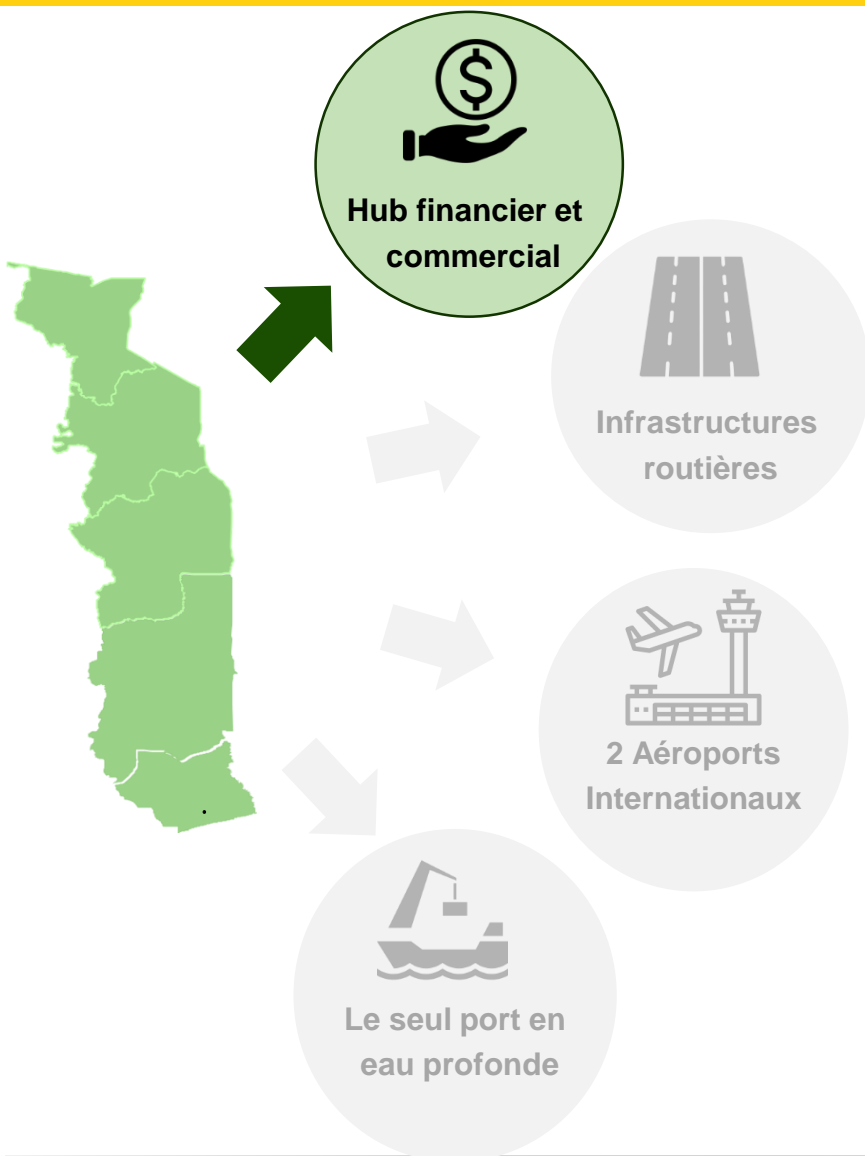 Hub financier et
commercial
Infrastructures
routières
2 Aéroports
Internationaux
Le seul port en
eau profonde